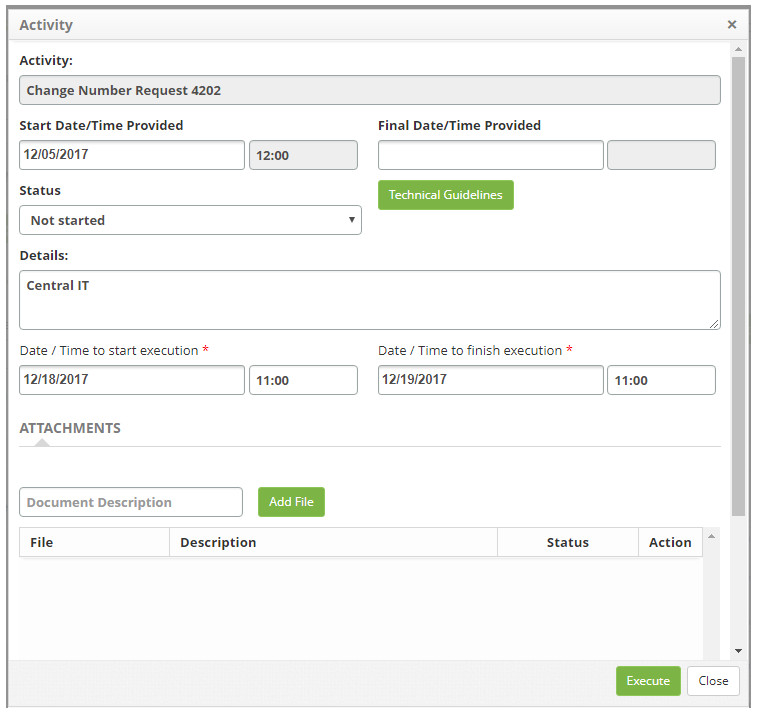 Activity ×
Activity:
Change Number Request 4202
Start Date/Time Provided Final Date/Time Provided
12/05/2017 12:00
Status Technical Guidelines
Not started
Details:
Central IT
Date / Time to start execution * Date / Time to finish execution *
12/18/2017 11:00 12/19/2017 11:00
ATTACHMENTS
Document Description Add File
File Description Status Action
Execute Close